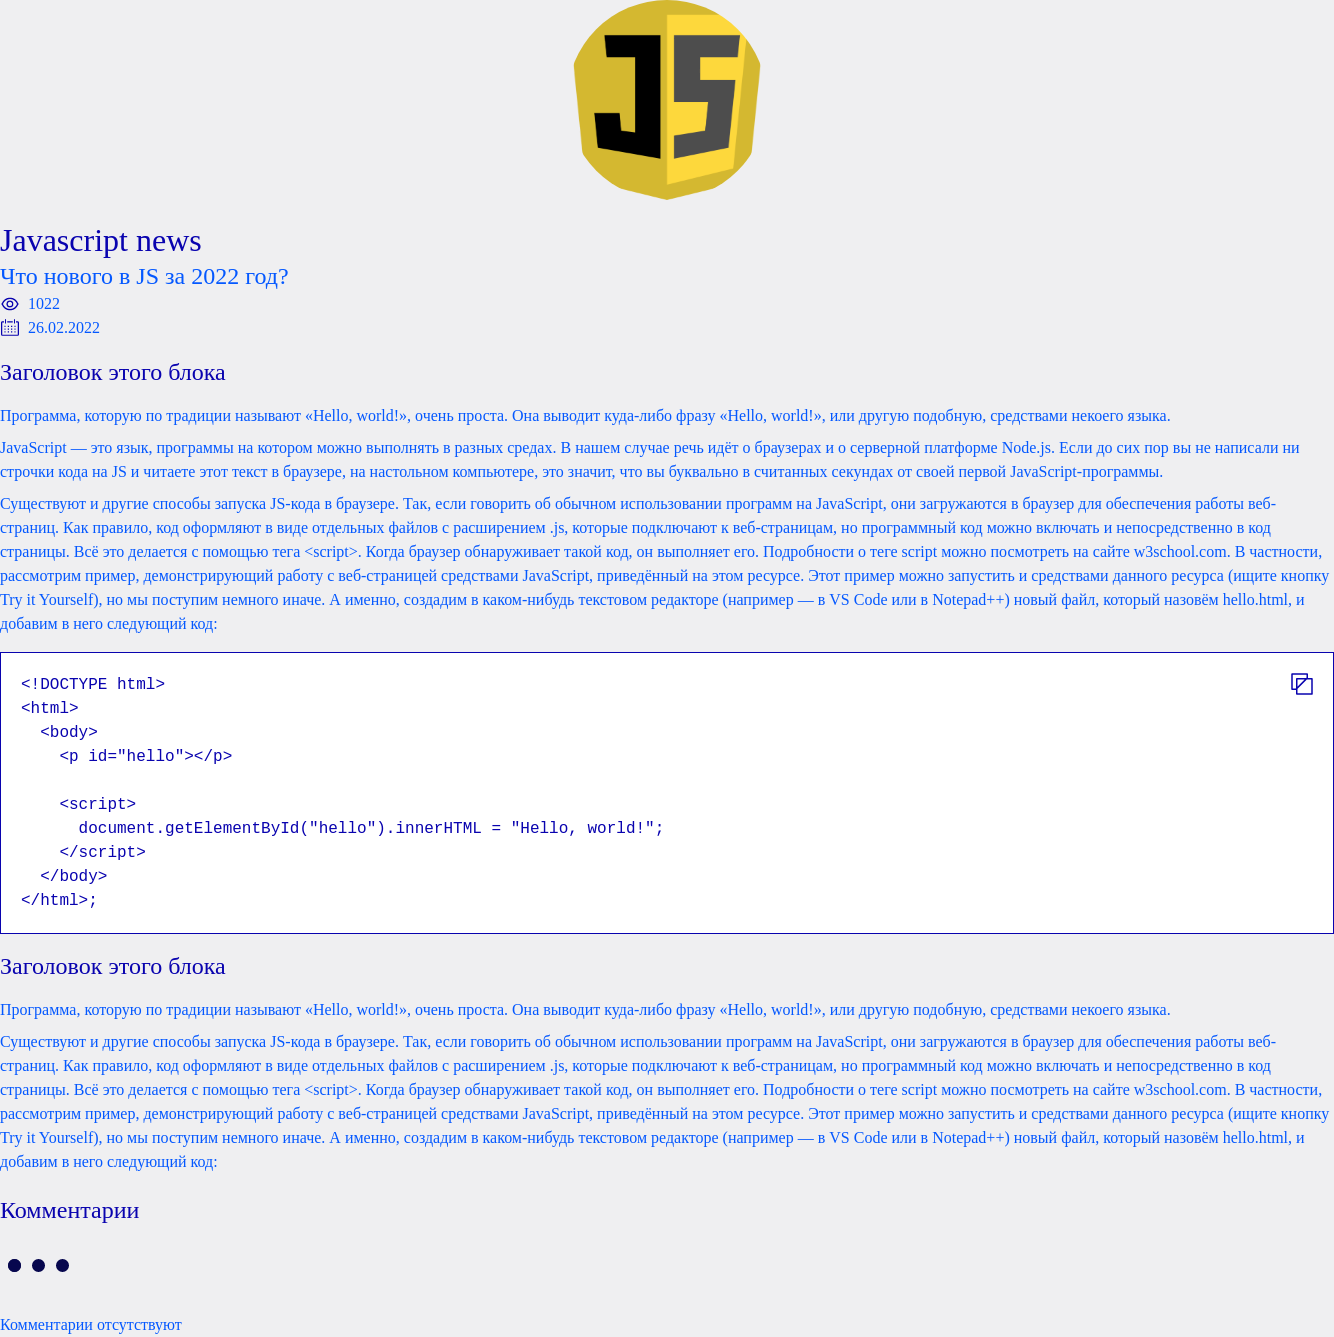 JS
Javascript news
Что нового в JS за 2022 год?
1022
26.02.2022
Заголовок этого блока
Программа, которую по традиции называют «Hello, world!», очень проста. Она выводит куда-либо фразу «Hello, world!», или другую подобную, средствами некоего языка.
JavaScript — это язык, программы на котором можно выполнять в разных средах. В нашем случае речь идёт о браузерах и о серверной платформе Node.js. Если до сих пор вы не написали ни
строчки кода на JS и читаете этот текст в браузере, на настольном компьютере, это значит, что вы буквально в считанных секундах от своей первой JavaScript-программы.
Существуют и другие способы запуска JS-кода в браузере. Так, если говорить об обычном использовании программ на JavaScript, они загружаются в браузер для обеспечения работы веб-
страниц. Как правило, код оформляют в виде отдельных файлов с расширением .js, которые подключают к веб-страницам, но программный код можно включать и непосредственно в код
страницы. Всё это делается с помощью тега <script>. Когда браузер обнаруживает такой код, он выполняет его. Подробности о теге script можно посмотреть на сайте w3school.com. В частности,
рассмотрим пример, демонстрирующий работу с веб-страницей средствами JavaScript, приведённый на этом ресурсе. Этот пример можно запустить и средствами данного ресурса (ищите кнопку
Try it Yourself), но мы поступим немного иначе. А именно, создадим в каком-нибудь текстовом редакторе (например — в VS Code или в Notepad++) новый файл, который назовём hello.html, и
добавим в него следующий код:
<!DOCTYPE html>
<html>
  <body>
    <p id="hello"></p>

    <script>
      document.getElementById("hello").innerHTML = "Hello, world!";
    </script>
  </body>
</html>;
Заголовок этого блока
Программа, которую по традиции называют «Hello, world!», очень проста. Она выводит куда-либо фразу «Hello, world!», или другую подобную, средствами некоего языка.
Существуют и другие способы запуска JS-кода в браузере. Так, если говорить об обычном использовании программ на JavaScript, они загружаются в браузер для обеспечения работы веб-
страниц. Как правило, код оформляют в виде отдельных файлов с расширением .js, которые подключают к веб-страницам, но программный код можно включать и непосредственно в код
страницы. Всё это делается с помощью тега <script>. Когда браузер обнаруживает такой код, он выполняет его. Подробности о теге script можно посмотреть на сайте w3school.com. В частности,
рассмотрим пример, демонстрирующий работу с веб-страницей средствами JavaScript, приведённый на этом ресурсе. Этот пример можно запустить и средствами данного ресурса (ищите кнопку
Try it Yourself), но мы поступим немного иначе. А именно, создадим в каком-нибудь текстовом редакторе (например — в VS Code или в Notepad++) новый файл, который назовём hello.html, и
добавим в него следующий код:
Комментарии
Комментарии отсутствуют